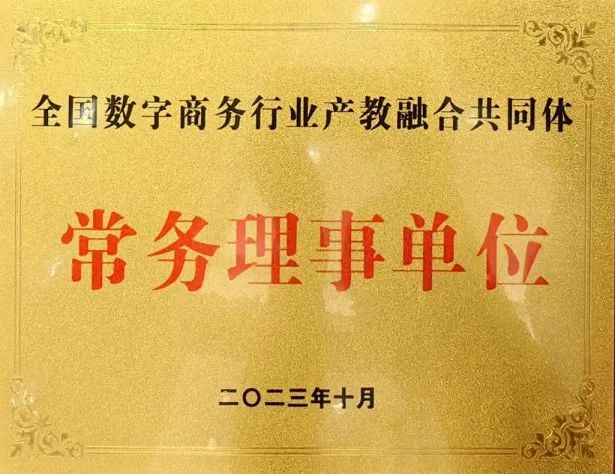 全国数字商务行业产教融合共同体
常务理事单位
二〇二三年十月